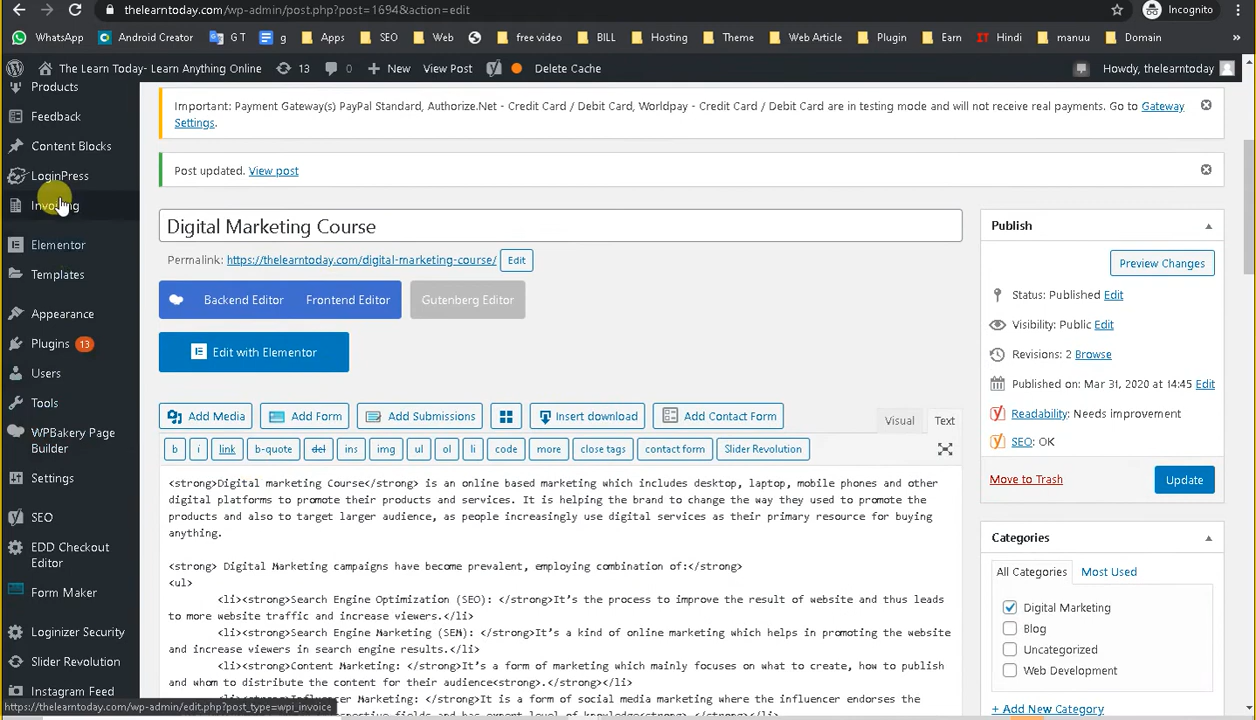 thelearntoday.com/wp-admin/post.php?post=1694&action=edit
Incognito
WhatsApp Android Creator G T g Apps SEO Web free video BILL Hosting Theme Web Article Plugin Earn Hindi manuu Domain »
The Learn Today- Learn Anything Online 13 0 New View Post Delete Cache Howdy, thelearntoday
Products
Feedback
Content Blocks
LoginPress
Invoicing
Elementor
Templates
Appearance
Plugins 13
Users
Tools
WPBakery Page
Builder
Settings
SEO
EDD Checkout
Editor
Form Maker
Loginizer Security
Slider Revolution
Instagram Feed
https://thelearntoday.com/wp-admin/edit.php?post_type=wpi_invoice
Important: Payment Gateway(s) PayPal Standard, Authorize.Net - Credit Card / Debit Card, Worldpay - Credit Card / Debit Card are in testing mode and will not receive real payments. Go to Gateway
Settings.
Post updated. View post
Digital Marketing Course
Permalink: https://thelearntoday.com/digital-marketing-course/ Edit
Backend Editor Frontend Editor Gutenberg Editor
Edit with Elementor
Add Media Add Form Add Submissions Insert download Add Contact Form
Visual Text
b i link b-quote del ins img ul ol li code more close tags contact form Slider Revolution
<strong>Digital marketing Course</strong> is an online based marketing which includes desktop, laptop, mobile phones and other
digital platforms to promote their products and services. It is helping the brand to change the way they used to promote the
products and also to target larger audience, as people increasingly use digital services as their primary resource for buying
anything.
<strong> Digital Marketing campaigns have become prevalent, employing combination of:</strong>
<ul>
<li><strong>Search Engine Optimization (SEO): </strong>It's the process to improve the result of website and thus leads
to more website traffic and increase viewers.</li>
<li><strong>Search Engine Marketing (SEM): </strong>It's a kind of online marketing which helps in promoting the website
and increase viewers in search engine results.</li>
<li><strong>Content Marketing: </strong>It's a form of marketing which mainly focuses on what to create, how to publish
and whom to distribute the content for their audience<strong>.</strong></li>
<li><strong>Influencer Marketing: </strong>It is a form of social media marketing where the influencer endorses the
Publish
Preview Changes
Status: Published Edit
Visibility: Public Edit
Revisions: 2 Browse
Published on: Mar 31, 2020 at 14:45 Edit
Readability: Needs improvement
SEO: OK
Move to Trash Update
Categories
All Categories Most Used
Digital Marketing
Blog
Uncategorized
Web Development
+ Add New Category